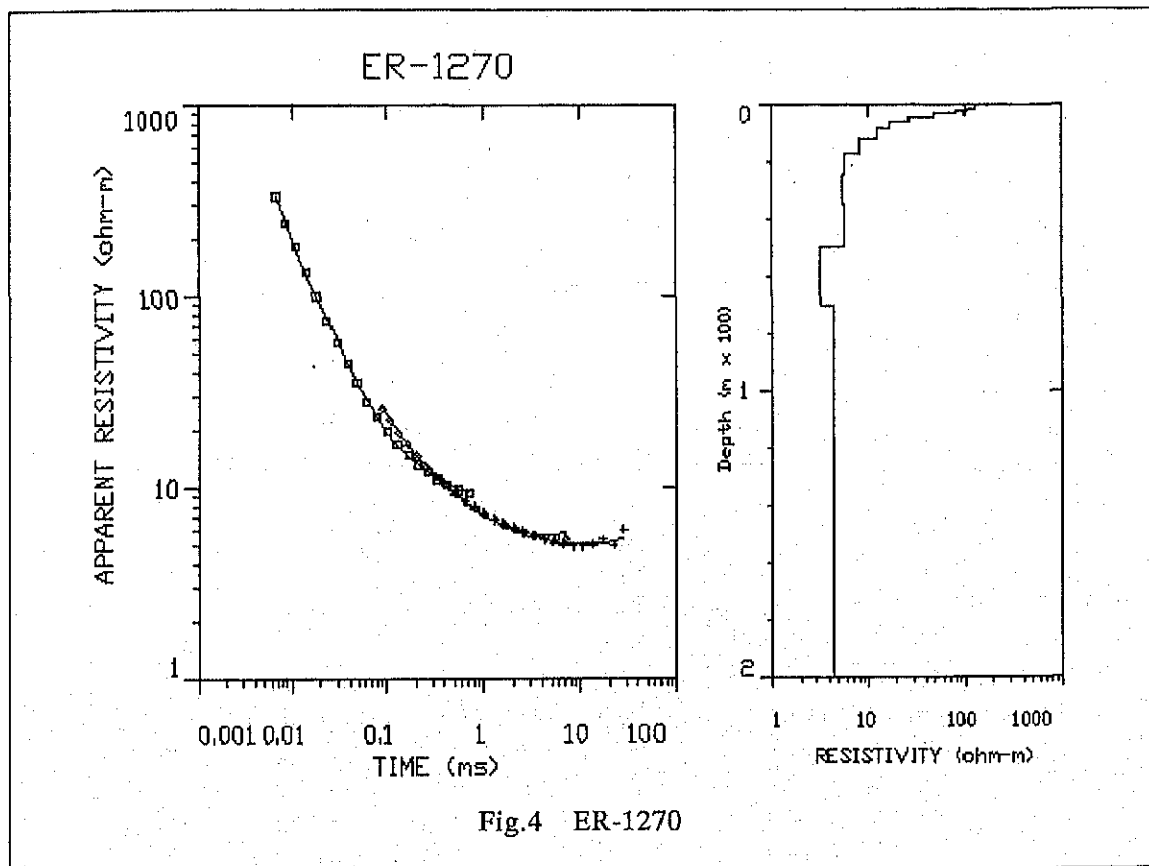 ER-1270
1000
100
10
1
APPARENT RESISTIVITY (ohm-m)
0.001 0.01 0.1 1 10 100
TIME (ms)
0
1
2
Depth (m x 100)
1 10 100 1000
RESISTIVITY (ohm-m)
Fig.4 ER-1270